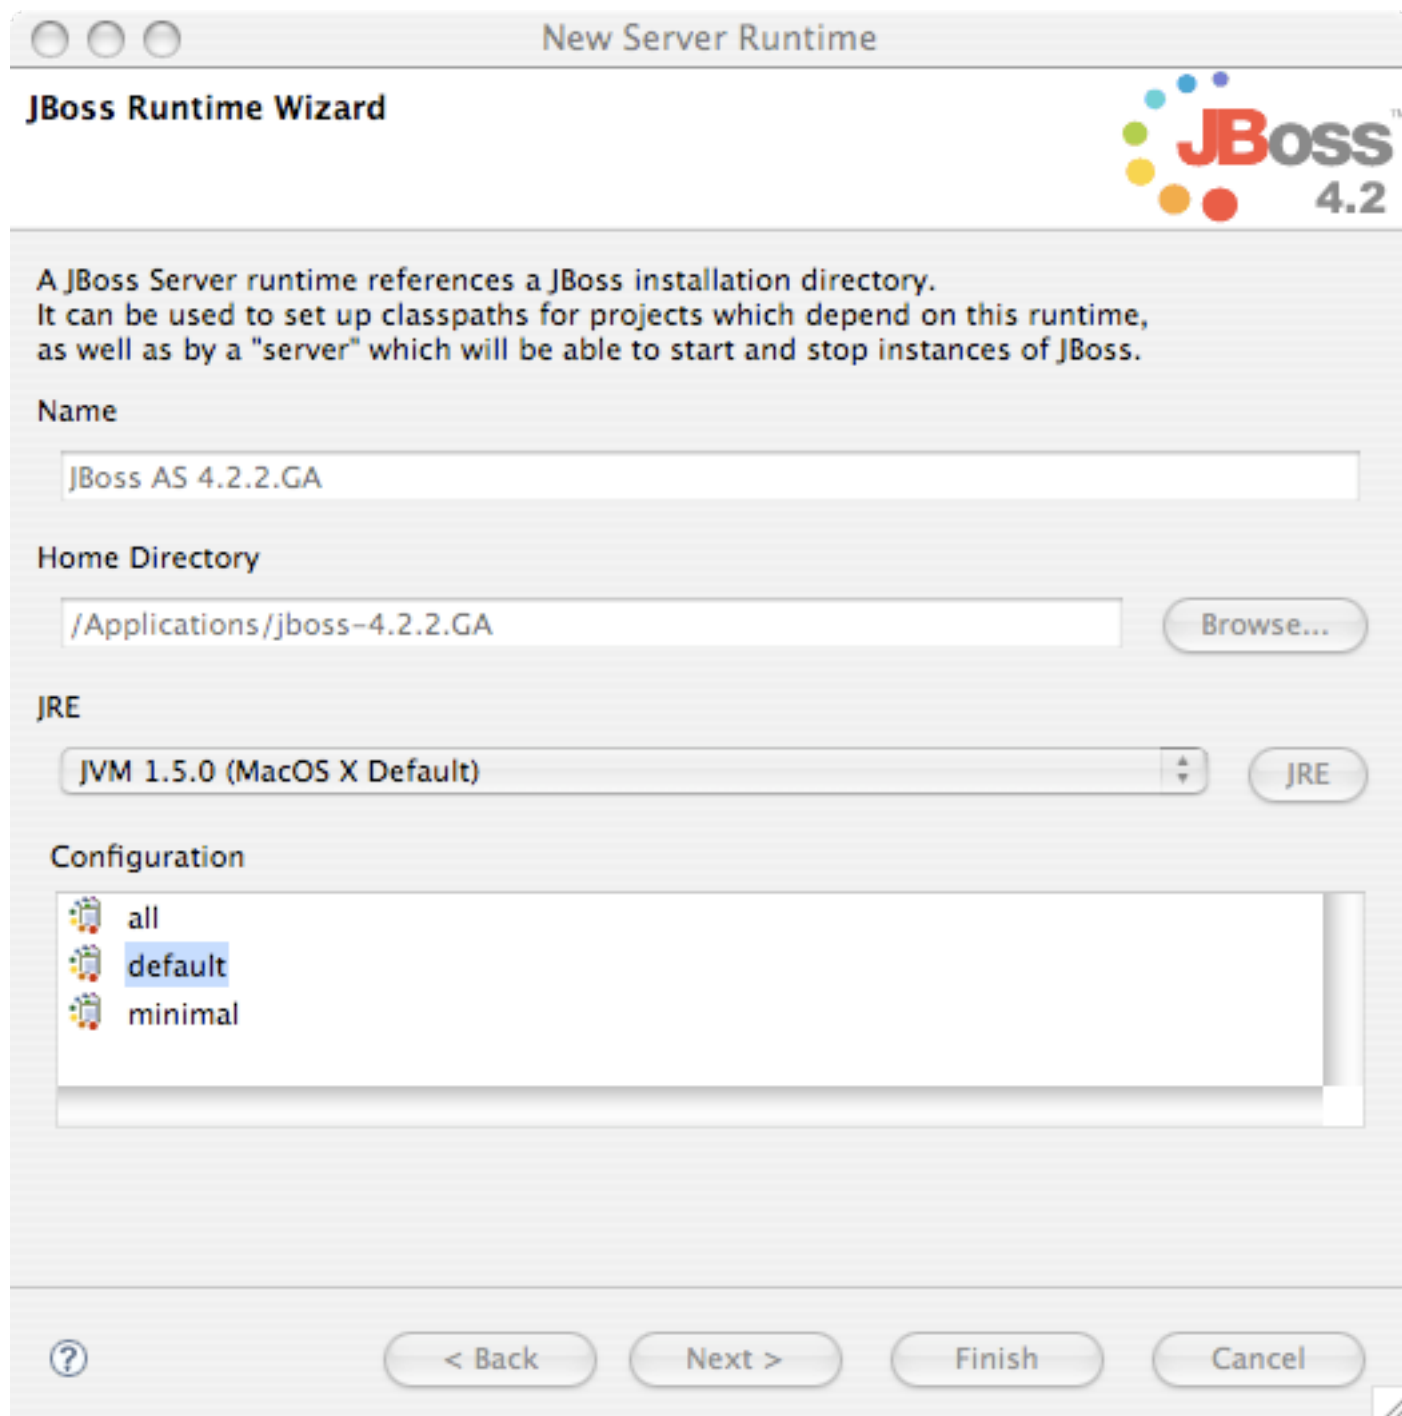 New Server Runtime
JBoss Runtime Wizard
JBoss™
4.2
A JBoss Server runtime references a JBoss installation directory.
It can be used to set up classpaths for projects which depend on this runtime,
as well as by a "server" which will be able to start and stop instances of JBoss.
Name
JBoss AS 4.2.2.GA
Home Directory
/Applications/jboss-4.2.2.GA
Browse...
JRE
JVM 1.5.0 (MacOS X Default)
JRE
Configuration
all
default
minimal
?
< Back
Next >
Finish
Cancel